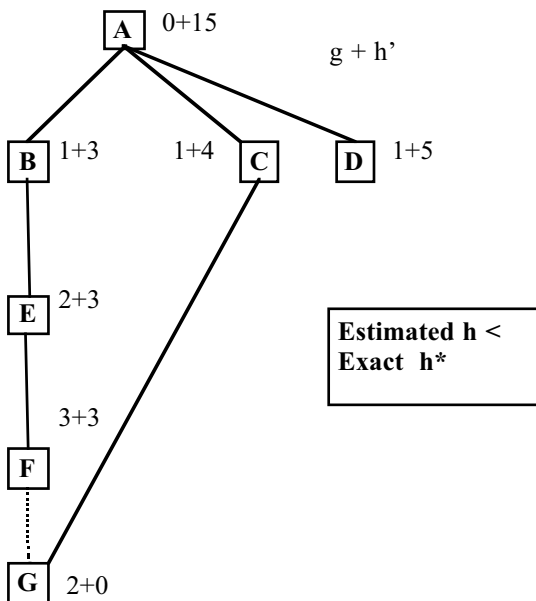 A 0+15
g + h’
B 1+3 1+4 C D 1+5
E 2+3
Estimated h <
Exact h*
3+3
F
G 2+0